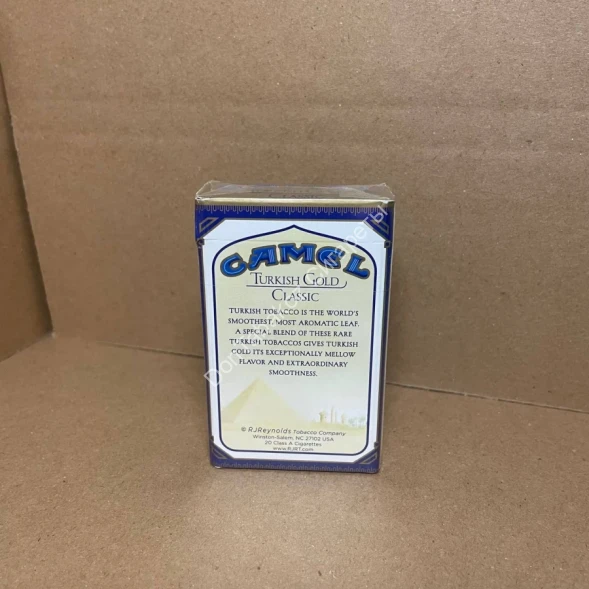 CAMEL
TURKISH GOLD
CLASSIC
TURKISH TOBACCO IS THE WORLD'S
SMOOTHEST, MOST AROMATIC LEAF.
A SPECIAL BLEND OF THESE RARE
TURKISH TOBACCOS GIVES TURKISH
GOLD ITS EXCEPTIONALLY MELLOW
FLAVOR AND EXTRAORDINARY
SMOOTHNESS.
© RJReynolds Tobacco Company
Winston-Salem, NC 27102 USA
20 Class A Cigarettes
www.RJRT.com